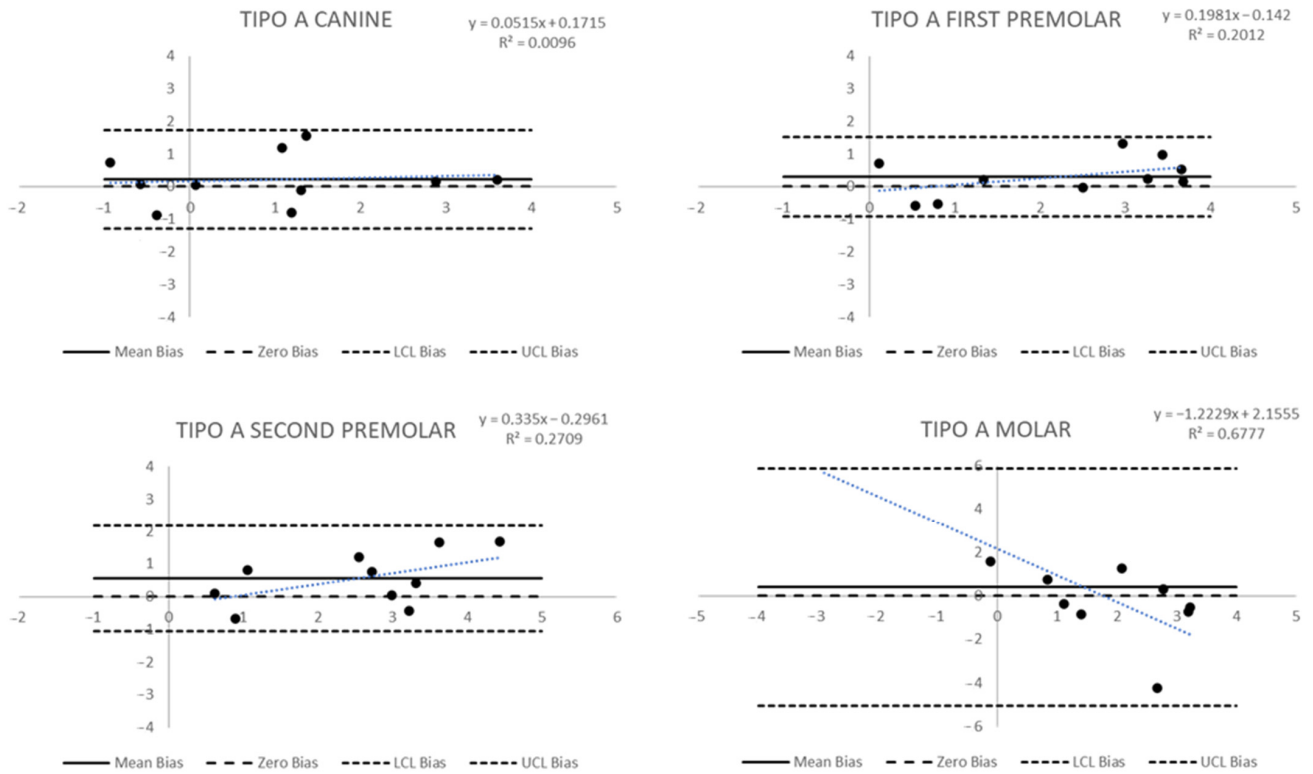 TIPO A CANINE
y = 0.0515x + 0.1715
R² = 0.0096
4
3
2
1
0
−1
−2
−3
−4
−2 −1 0 1 2 3 4 5
Mean Bias Zero Bias LCL Bias UCL Bias
TIPO A FIRST PREMOLAR
y = 0.1981x − 0.142
R² = 0.2012
4
3
2
1
0
−1
−2
−3
−4
−2 −1 0 1 2 3 4 5
Mean Bias Zero Bias LCL Bias UCL Bias
TIPO A SECOND PREMOLAR
y = 0.335x − 0.2961
R² = 0.2709
4
3
2
1
0
−1
−2
−3
−4
−2 −1 0 1 2 3 4 5 6
Mean Bias Zero Bias LCL Bias UCL Bias
TIPO A MOLAR
y = −1.2229x + 2.1555
R² = 0.6777
6
4
2
0
−2
−4
−6
−5 −4 −3 −2 −1 0 1 2 3 4 5
Mean Bias Zero Bias LCL Bias UCL Bias